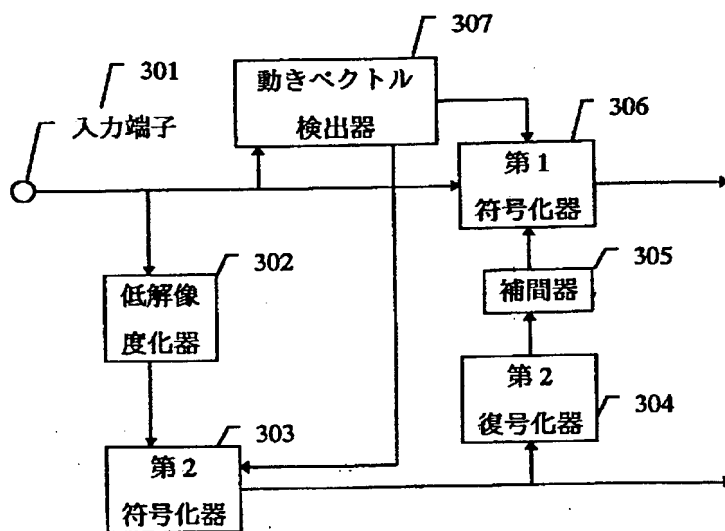 307
301
動きベクトル
検出器
306
入力端子
第1
符号化器
302
305
低解像
度化器
補間器
第2
復号化器
304
303
第2
符号化器